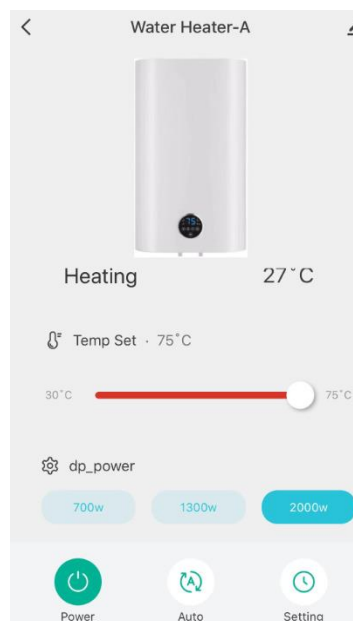 Water Heater-A
75
Heating 27°C
Temp Set · 75°C
30°C 75°C
dp_power
700w 1300w 2000w
Power Auto Setting